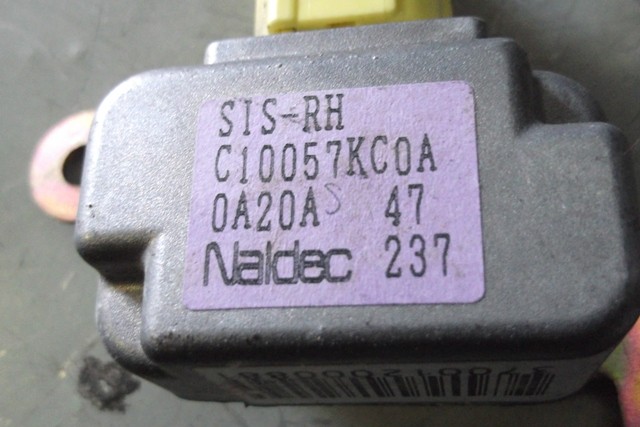 SIS-RH
C10057KC0A
0A20A S 47
Naldec 237